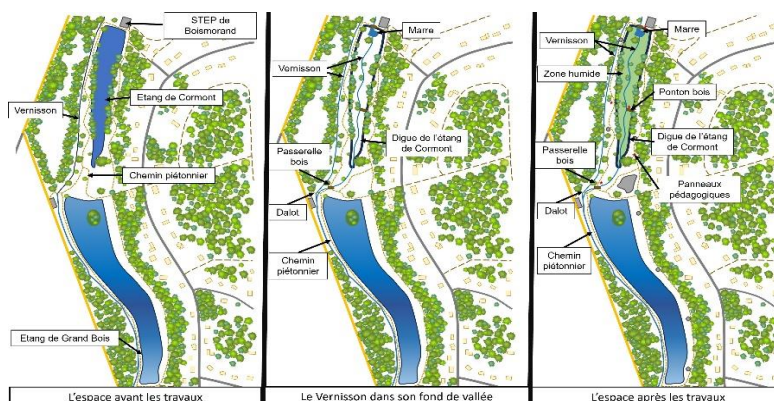 STEP de
Boismorand
Vernisson
Etang de Cormont
Chemin piétonnier
Etang de Grand Bois
L'espace avant les travaux
Marre
Vernisson
Digue de l'étang
de Cormont
Passerelle
bois
Dalot
Chemin
piétonnier
Le Vernisson dans son fond de vallée
Vernisson
Marre
Zone humide
Ponton bois
Digue de l'étang
de Cormont
Passerelle
bois
Panneaux
pédagogiques
Dalot
Chemin
piétonnier
L'espace après les travaux